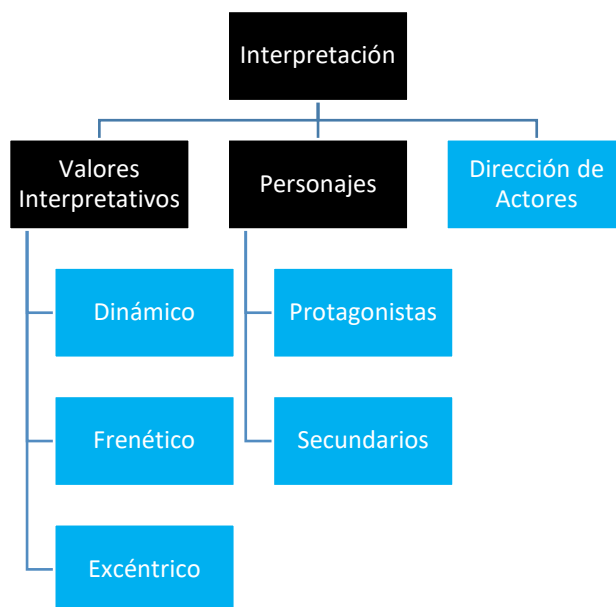 Interpretación
Valores
Interpretativos
Personajes
Dirección de
Actores
Dinámico
Protagonistas
Frenético
Secundarios
Excéntrico